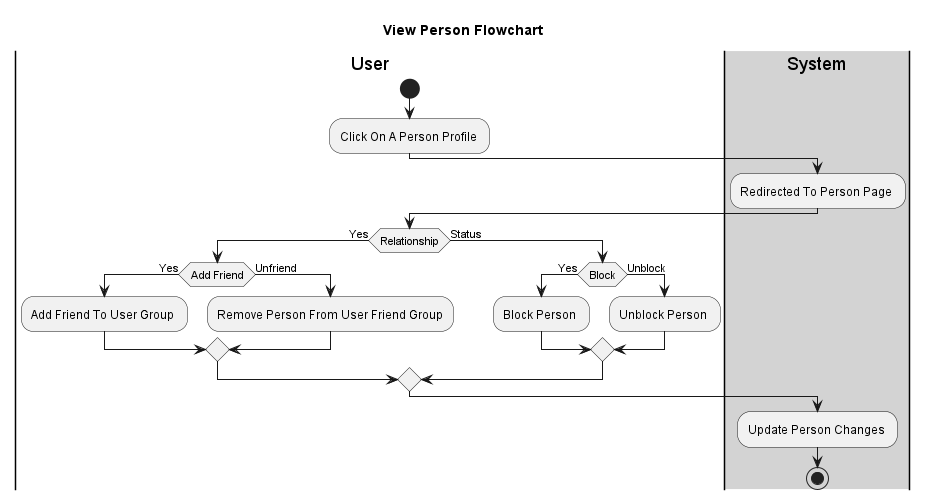 View Person Flowchart
User
System
Click On A Person Profile
Redirected To Person Page
Yes
Relationship
Status
Yes
Add Friend
Unfriend
Yes
Block
Unblock
Add Friend To User Group
Remove Person From User Friend Group
Block Person
Unblock Person
Update Person Changes